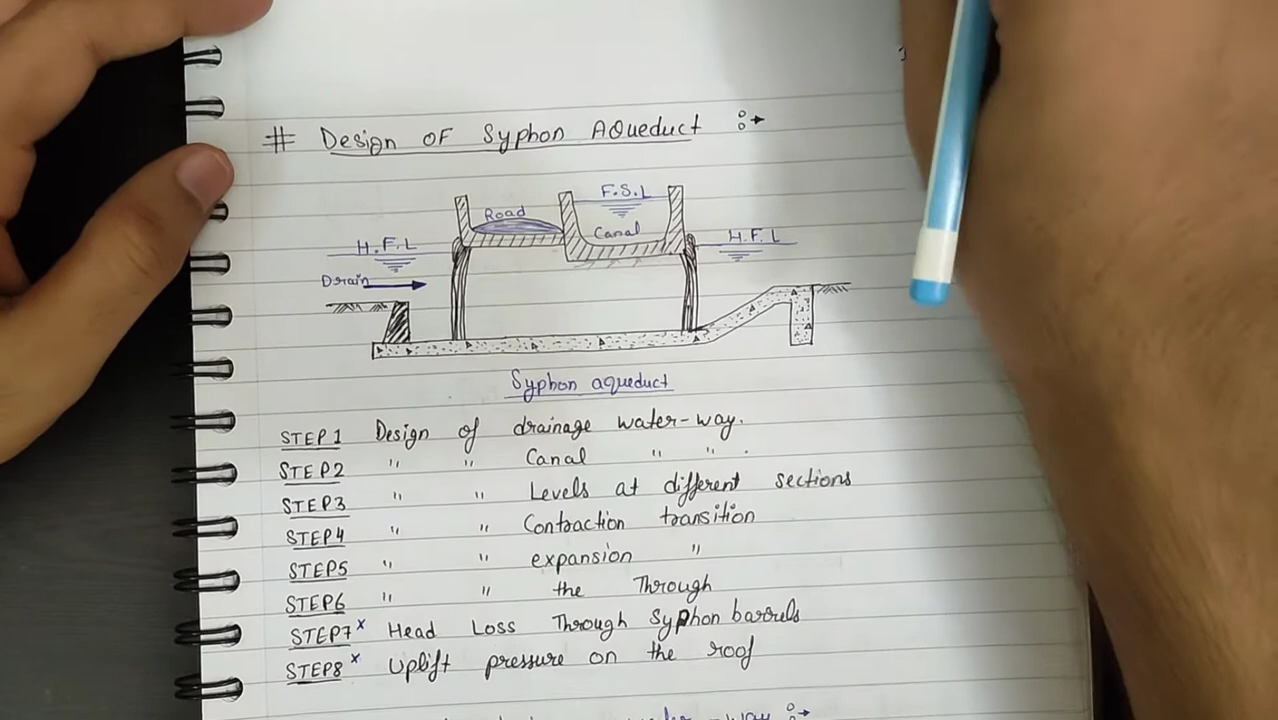 # Design OF Syphon AQueduct :→
F.S.L
Road
Canal
H.F.L
H.F.L
Drain
Syphon aqueduct
STEP1 Design of drainage water-way.
STEP2 " " Canal " " .
STEP3 " " Levels at different sections
STEP4 " " Contraction transition
STEP5 " " expansion "
STEP6 " " the Through
STEP7 x Head Loss Through Syphon barrels
STEP8 x Uplift pressure on the roof
way :→